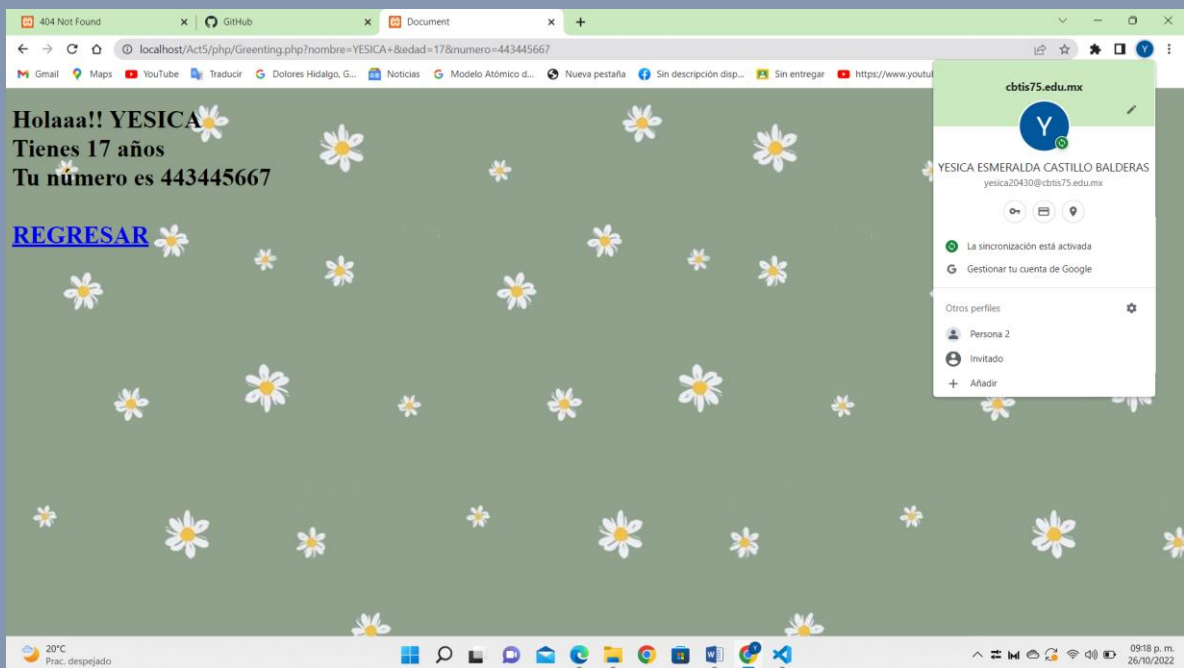 404 Not Found
GitHub
Document
localhost/Act5/php/Greenting.php?nombre=YESICA+&edad=17&numero=443445667
Gmail
Maps
YouTube
Traducir
Dolores Hidalgo, G...
Noticias
Modelo Atómico d...
Nueva pestaña
Sin descripción disp...
Sin entregar
https://www.youtul
Holaaa!! YESICA
Tienes 17 años
Tu número es 443445667
REGRESAR
cbtis75.edu.mx
Y
YESICA ESMERALDA CASTILLO BALDERAS
yesica20430@cbtis75.edu.mx
La sincronización está activada
Gestionar tu cuenta de Google
Otros perfiles
Persona 2
Invitado
Añadir
20°C
Prac. despejado
09:18 p. m.
26/10/2022